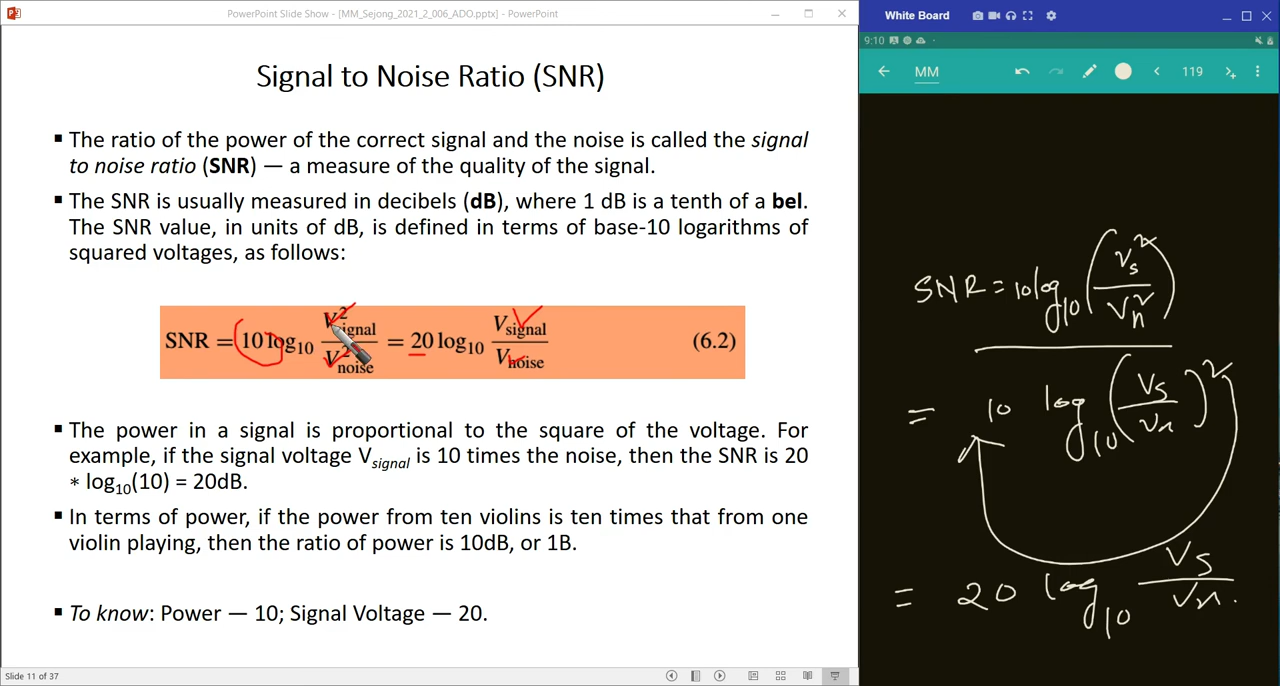 PowerPoint Slide Show - [MM_Sejong_2021_2_006_ADO.pptx] - PowerPoint
Signal to Noise Ratio (SNR)
▪ The ratio of the power of the correct signal and the noise is called the signal
to noise ratio (SNR) — a measure of the quality of the signal.
▪ The SNR is usually measured in decibels (dB), where 1 dB is a tenth of a bel.
The SNR value, in units of dB, is defined in terms of base-10 logarithms of
squared voltages, as follows:
SNR = 10 log₁₀ V²signal / V²noise = 20 log₁₀ Vsignal / Vnoise (6.2)
▪ The power in a signal is proportional to the square of the voltage. For
example, if the signal voltage Vsignal is 10 times the noise, then the SNR is 20
* log₁₀(10) = 20dB.
▪ In terms of power, if the power from ten violins is ten times that from one
violin playing, then the ratio of power is 10dB, or 1B.
▪ To know: Power — 10; Signal Voltage — 20.
Slide 11 of 37
White Board
9:10
MM
119
SNR = 10 log₁₀ (Vs² / Vn²)
= 10 log₁₀ (Vs / Vn)²
= 20 log₁₀ Vs / Vn.